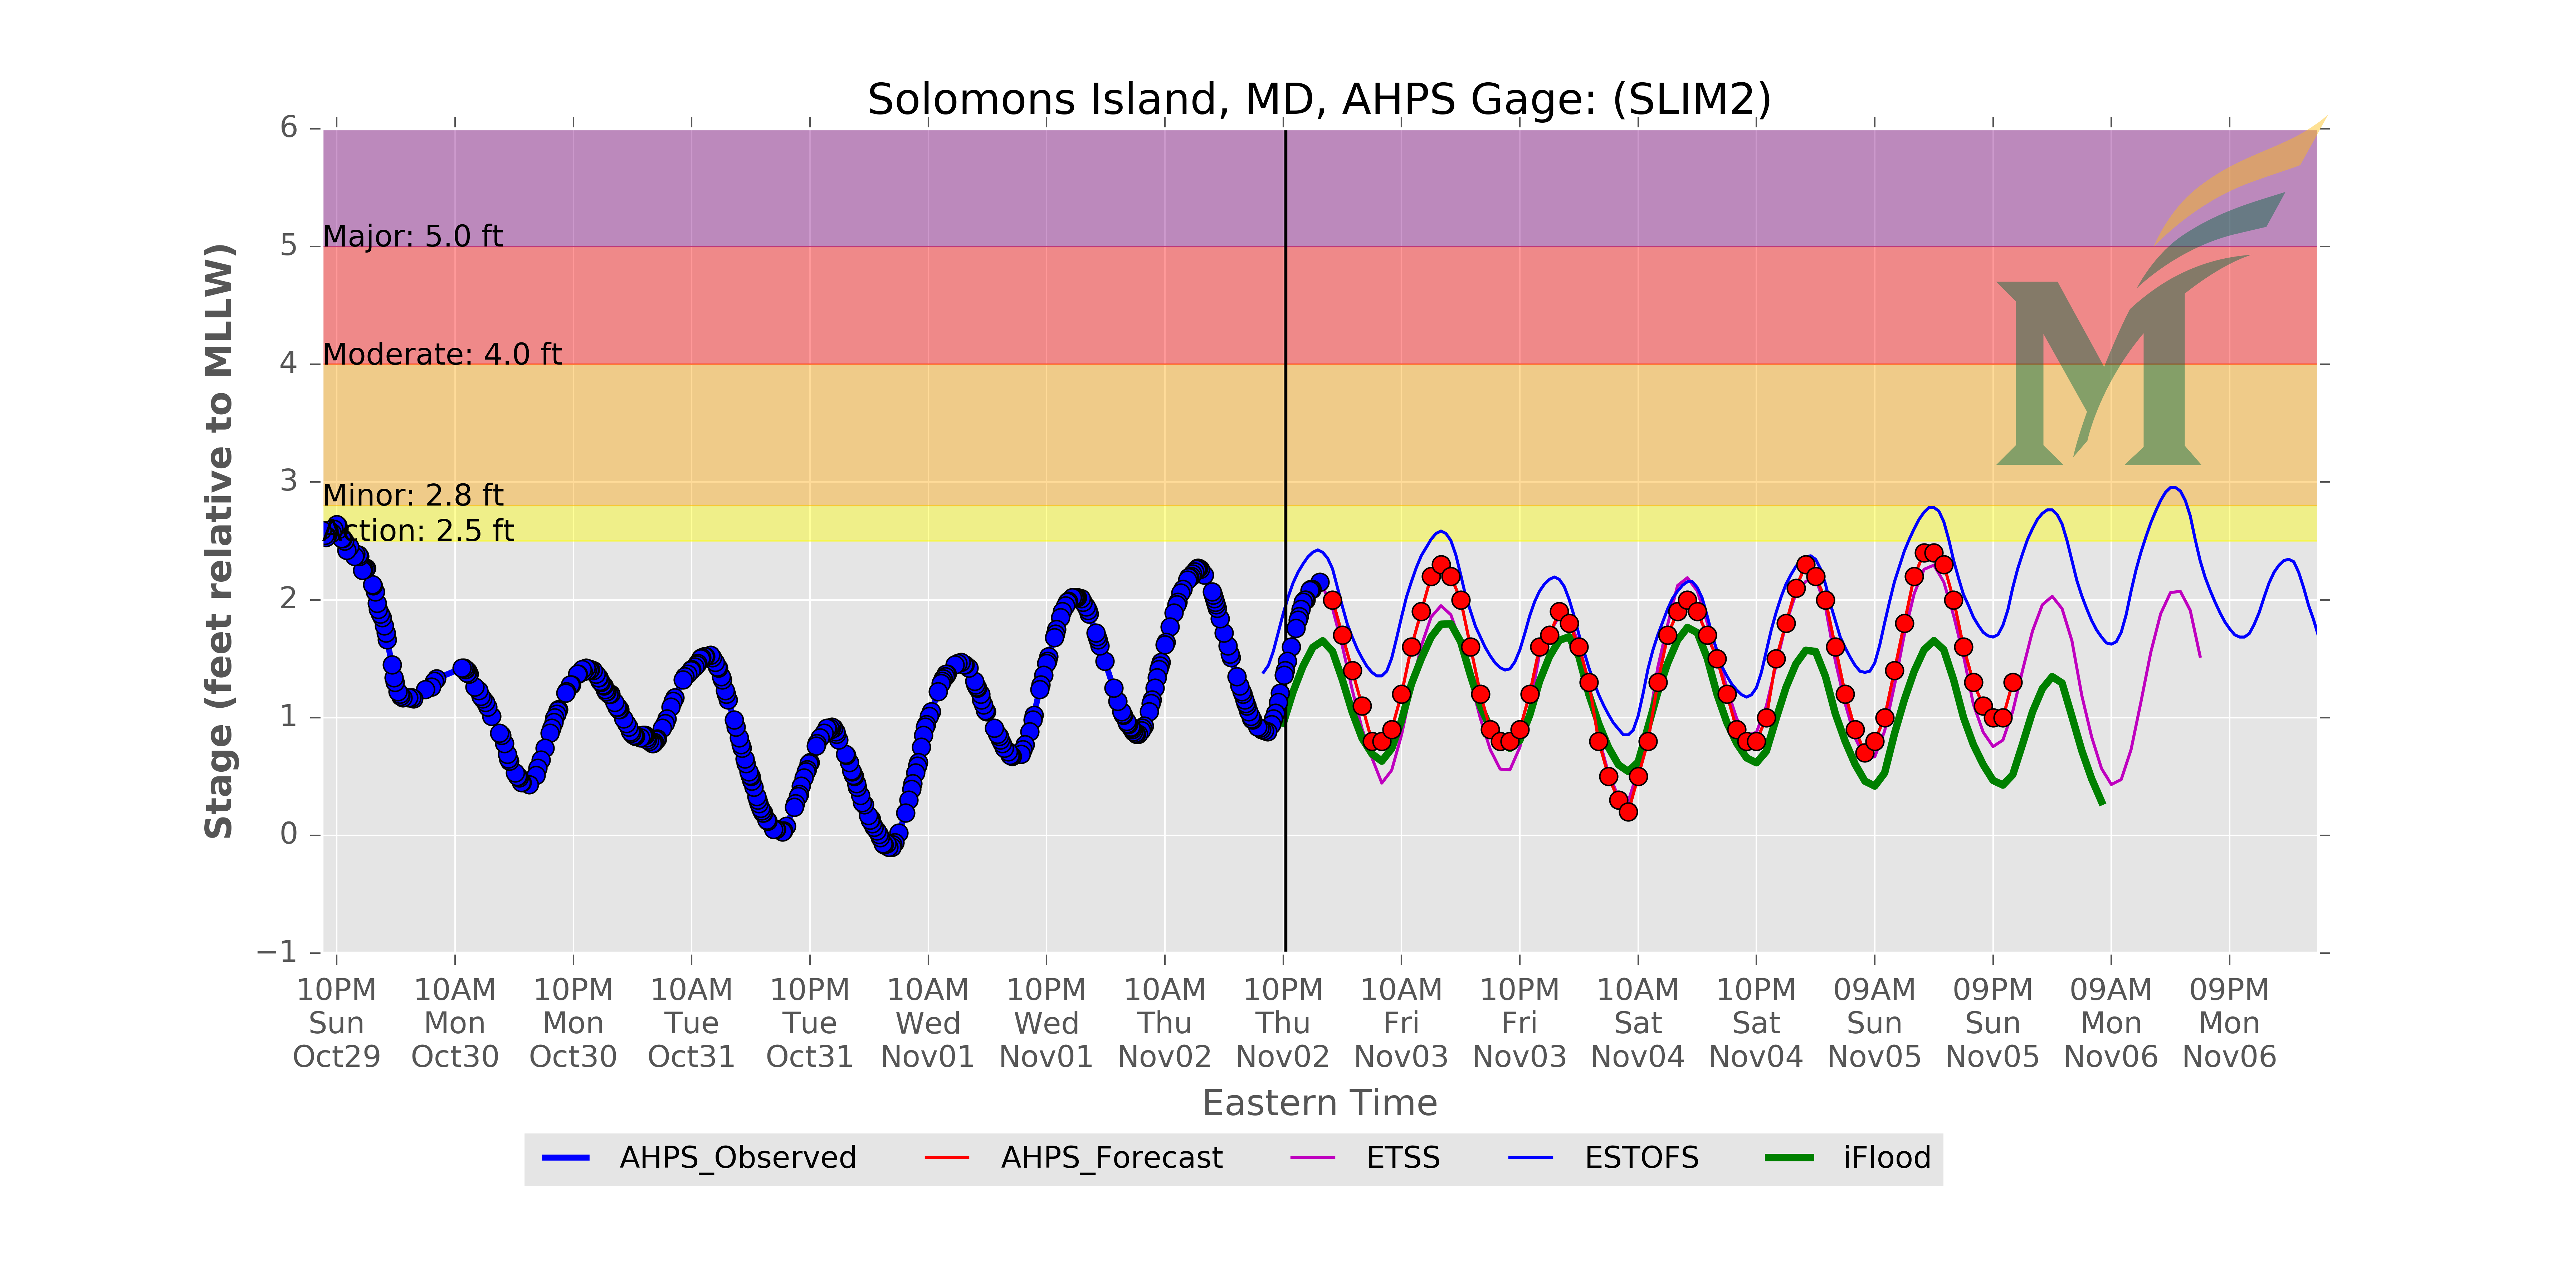 Solomons Island, MD, AHPS Gage: (SLIM2)
Stage (feet relative to MLLW)
6
5
4
3
2
1
0
−1
Major: 5.0 ft
Moderate: 4.0 ft
Minor: 2.8 ft
ction: 2.5 ft
M
10PM 10AM 10PM 10AM 10PM 10AM 10PM 10AM 10PM 10AM 10PM 10AM 10PM 09AM 09PM 09AM 09PM
Sun Mon Mon Tue Tue Wed Wed Thu Thu Fri Fri Sat Sat Sun Sun Mon Mon
Oct29 Oct30 Oct30 Oct31 Oct31 Nov01 Nov01 Nov02 Nov02 Nov03 Nov03 Nov04 Nov04 Nov05 Nov05 Nov06 Nov06
Eastern Time
AHPS_Observed AHPS_Forecast ETSS ESTOFS iFlood